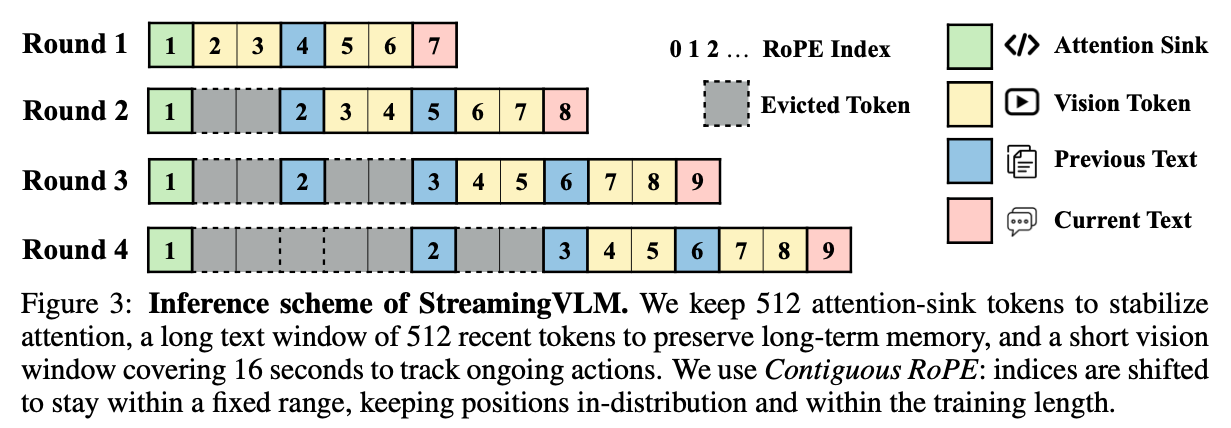 Round 1 1 2 3 4 5 6 7
0 1 2 ... RoPE Index
Evicted Token
</> Attention Sink
Vision Token
Previous Text
Current Text
Round 2 1 2 3 4 5 6 7 8
Round 3 1 2 3 4 5 6 7 8 9
Round 4 1 2 3 4 5 6 7 8 9
Figure 3: Inference scheme of StreamingVLM. We keep 512 attention-sink tokens to stabilize
attention, a long text window of 512 recent tokens to preserve long-term memory, and a short vision
window covering 16 seconds to track ongoing actions. We use Contiguous RoPE: indices are shifted
to stay within a fixed range, keeping positions in-distribution and within the training length.